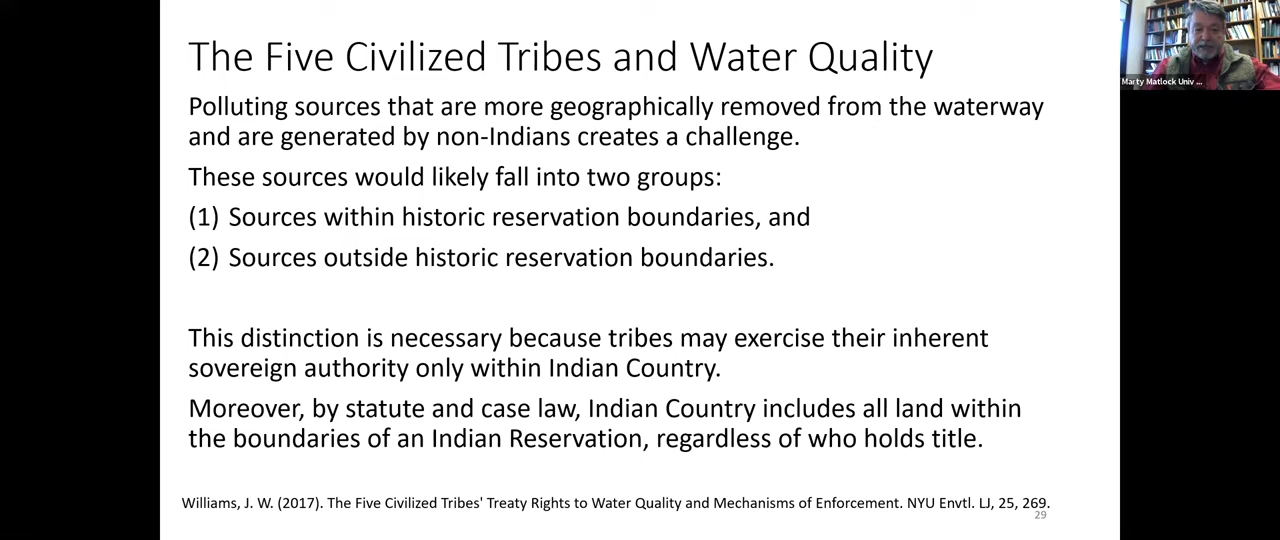 The Five Civilized Tribes and Water Quality
Marty Matlock Univ ...
Polluting sources that are more geographically removed from the waterway
and are generated by non-Indians creates a challenge.
These sources would likely fall into two groups:
(1) Sources within historic reservation boundaries, and
(2) Sources outside historic reservation boundaries.
This distinction is necessary because tribes may exercise their inherent
sovereign authority only within Indian Country.
Moreover, by statute and case law, Indian Country includes all land within
the boundaries of an Indian Reservation, regardless of who holds title.
Williams, J. W. (2017). The Five Civilized Tribes' Treaty Rights to Water Quality and Mechanisms of Enforcement. NYU Envtl. LJ, 25, 269.
29